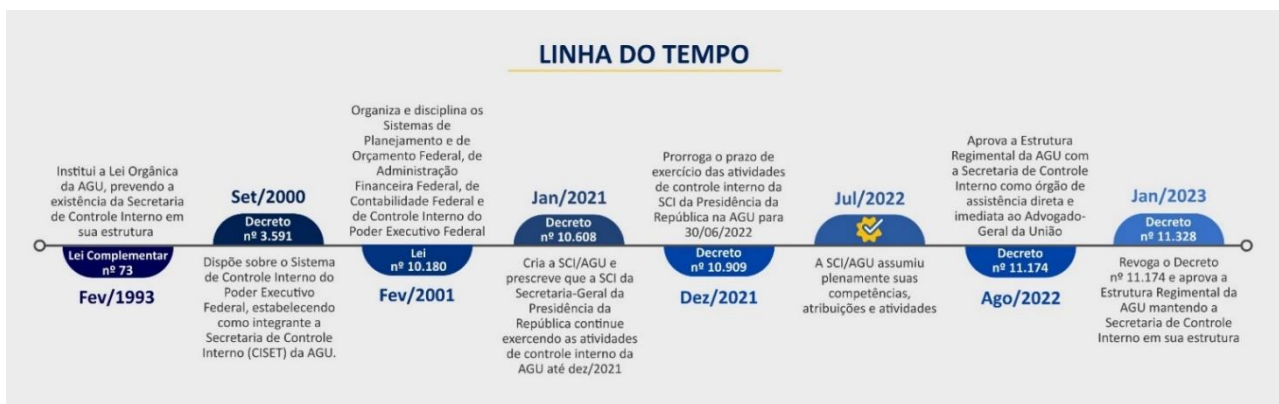 LINHA DO TEMPO
Institui a Lei Orgânica
da AGU, prevendo a
existência da Secretaria
de Controle Interno em
sua estrutura
Lei Complementar
nº 73
Fev/1993
Set/2000
Decreto
nº 3.591
Dispõe sobre o Sistema
de Controle Interno do
Poder Executivo
Federal, estabelecendo
como integrante a
Secretaria de Controle
Interno (CISET) da AGU.
Organiza e disciplina os
Sistemas de
Planejamento e de
Orçamento Federal, de
Administração
Financeira Federal, de
Contabilidade Federal e
de Controle Interno do
Poder Executivo Federal
Lei
nº 10.180
Fev/2001
Jan/2021
Decreto
nº 10.608
Cria a SCI/AGU e
prescreve que a SCI da
Secretaria-Geral da
Presidência da
República continue
exercendo as atividades
de controle interno da
AGU até dez/2021
Prorroga o prazo de
exercício das atividades
de controle interno da
SCI da Presidência da
República na AGU para
30/06/2022
Decreto
nº 10.909
Dez/2021
Jul/2022
A SCI/AGU assumiu
plenamente suas
competências,
atribuições e atividades
Aprova a Estrutura
Regimental da AGU com
a Secretaria de Controle
Interno como órgão de
assistência direta e
imediata ao Advogado-
Geral da União
Decreto
nº 11.174
Ago/2022
Jan/2023
Decreto
nº 11.328
Revoga o Decreto
nº 11.174 e aprova a
Estrutura Regimental da
AGU mantendo a
Secretaria de Controle
Interno em sua estrutura